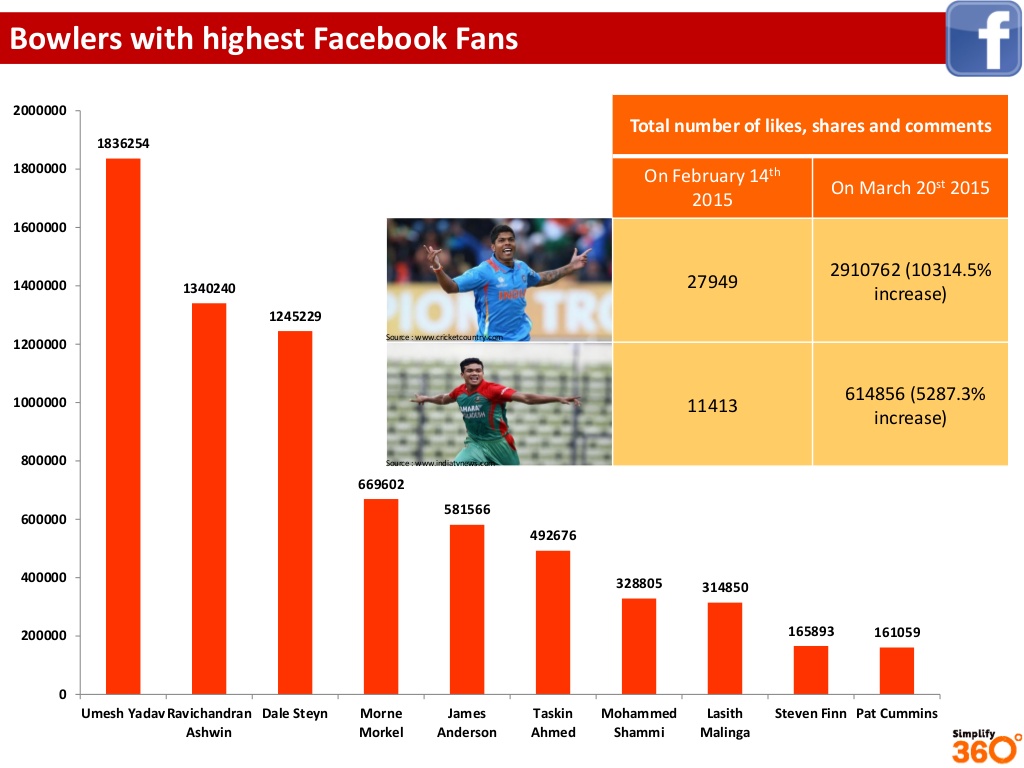 Bowlers with highest Facebook Fans
f
2000000
1800000
1600000
1400000
1200000
1000000
800000
600000
400000
200000
0
1836254
1340240
1245229
669602
581566
492676
328805
314850
165893
161059
Umesh Yadav
Ravichandran
Ashwin
Dale Steyn
Morne
Morkel
James
Anderson
Taskin
Ahmed
Mohammed
Shammi
Lasith
Malinga
Steven Finn
Pat Cummins
Total number of likes, shares and comments
On February 14th
2015
On March 20st 2015
27949
2910762 (10314.5%
increase)
Source : www.cricketcountry.com
11413
614856 (5287.3%
increase)
Source : www.indiatvnews.com
Simplify
360°